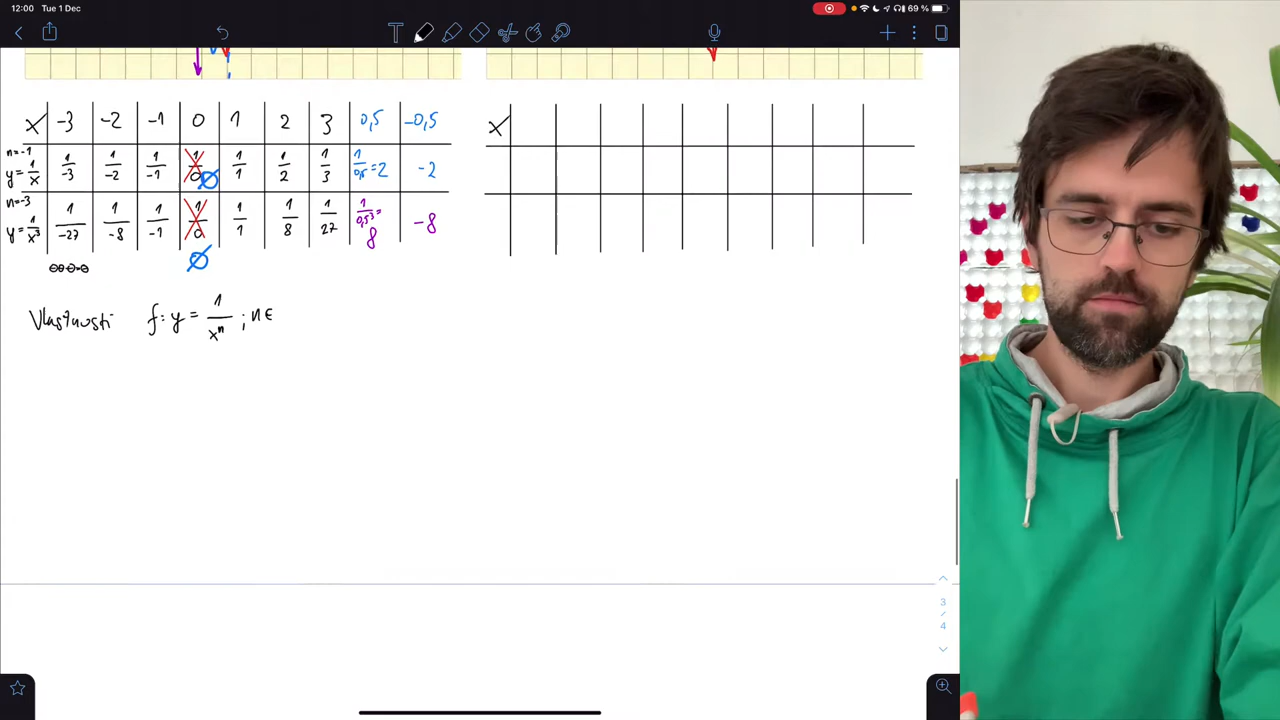 12:00 Tue 1 Dec 69 %
x -3 -2 -1 0 1 2 3 0,5 -0,5
n=-1
y = 1/x 1/-3 1/-2 1/-1 1/0 ∅ 1/1 1/2 1/3 1/0,5 = 2 -2
n=-3
y = 1/x³ 1/-27 1/-8 1/-1 1/0 1/1 1/8 1/27 1/0,5³ = 8 -8
⊖⊖⊖=⊖ ∅
Vlastnosti f: y = 1/xⁿ ; n ∈
x
3
/
4